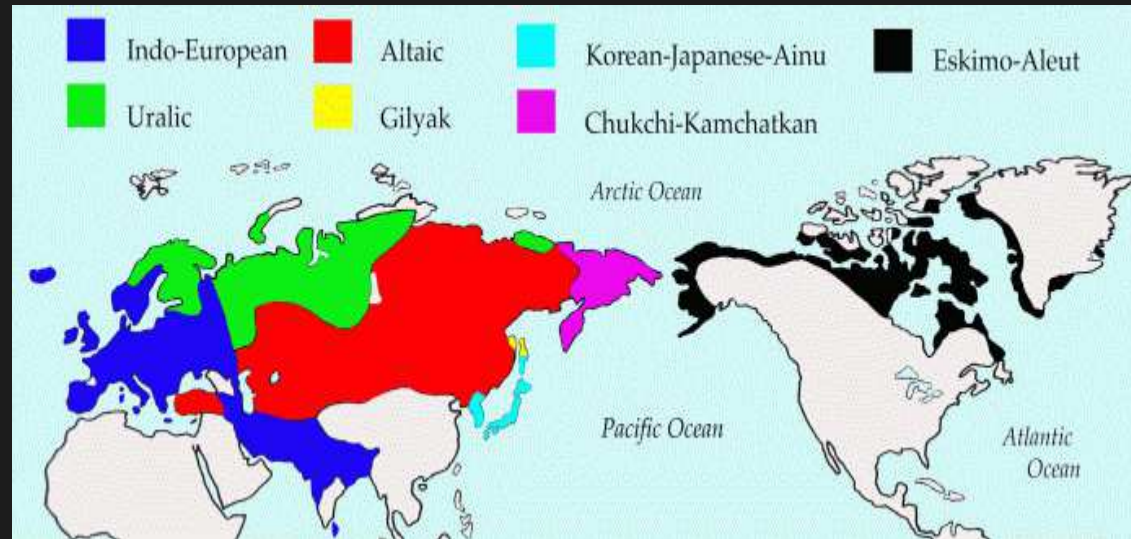 Indo-European
Altaic
Korean-Japanese-Ainu
Eskimo-Aleut
Uralic
Gilyak
Chukchi-Kamchatkan
Arctic Ocean
Pacific Ocean
Atlantic
Ocean